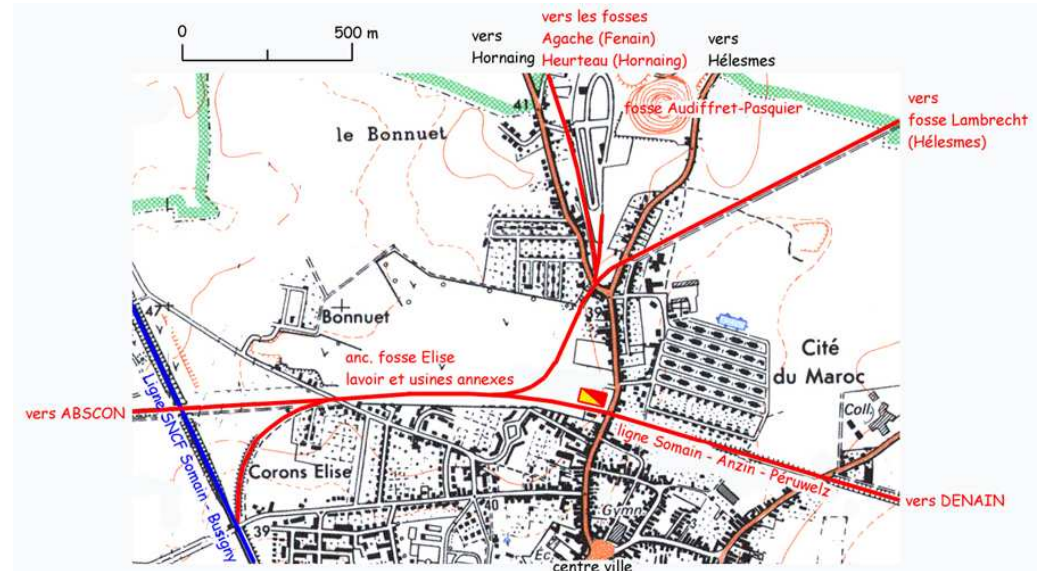 0
500 m
vers
Hornaing
vers les fosses
Agache (Fenain)
Heurteau (Hornaing)
vers
Hélesmes
41
fosse Audiffret-Pasquier
vers
fosse Lambrecht
(Hélesmes)
le Bonnuet
47
Bonnuet
39
Cité
du Maroc
anc. fosse Elise
lavoir et usines annexes
vers ABSCON
Ligne SNCF Somain - Busigny
ligne Somain - Anzin - Péruwelz
Coll.
Corons Elise
vers DENAIN
39
40
Gymn
Éc.
centre ville